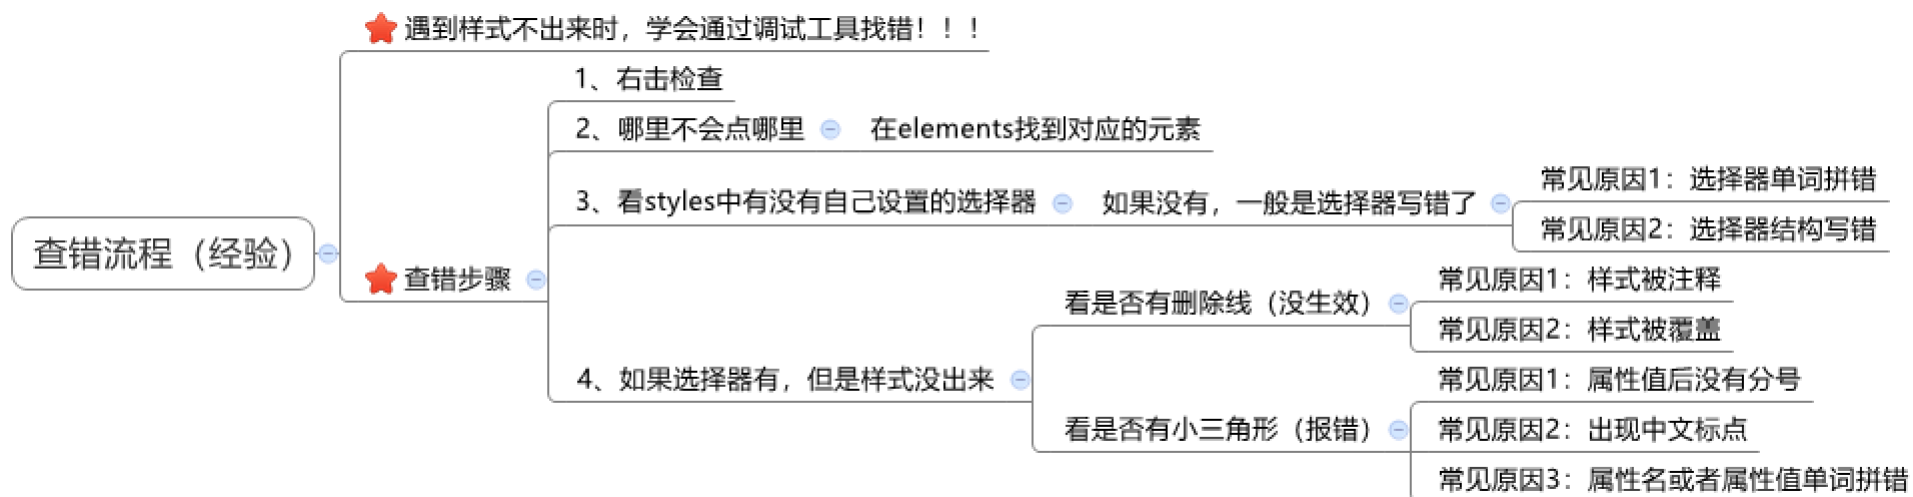 遇到样式不出来时，学会通过调试工具找错！！！
1、右击检查
2、哪里不会点哪里
在elements找到对应的元素
3、看styles中有没有自己设置的选择器
如果没有，一般是选择器写错了
常见原因1：选择器单词拼错
常见原因2：选择器结构写错
查错流程（经验）
查错步骤
看是否有删除线（没生效）
常见原因1：样式被注释
常见原因2：样式被覆盖
4、如果选择器有，但是样式没出来
看是否有小三角形（报错）
常见原因1：属性值后没有分号
常见原因2：出现中文标点
常见原因3：属性名或者属性值单词拼错